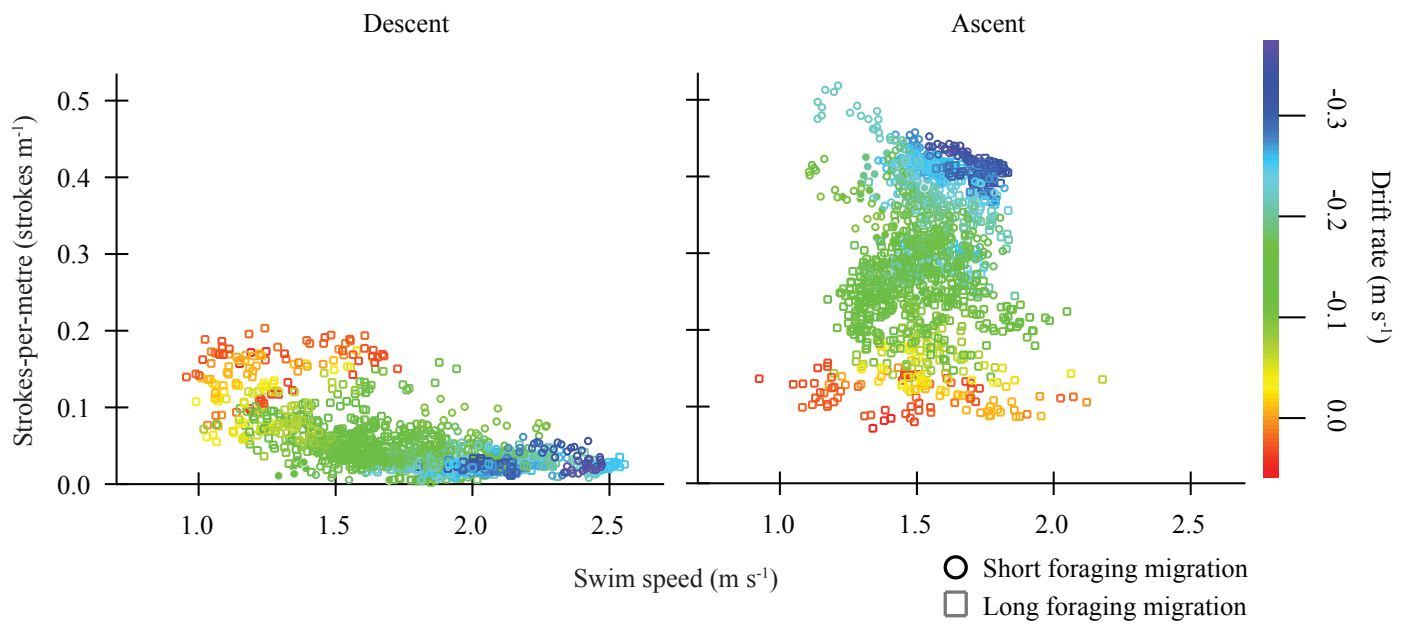 Descent
Ascent
Strokes-per-metre (strokes m⁻¹)
0.5
0.4
0.3
0.2
0.1
0.0
1.0 1.5 2.0 2.5
1.0 1.5 2.0 2.5
Swim speed (m s⁻¹)
-0.3
-0.2
-0.1
0.0
Drift rate (m s⁻¹)
Short foraging migration
Long foraging migration